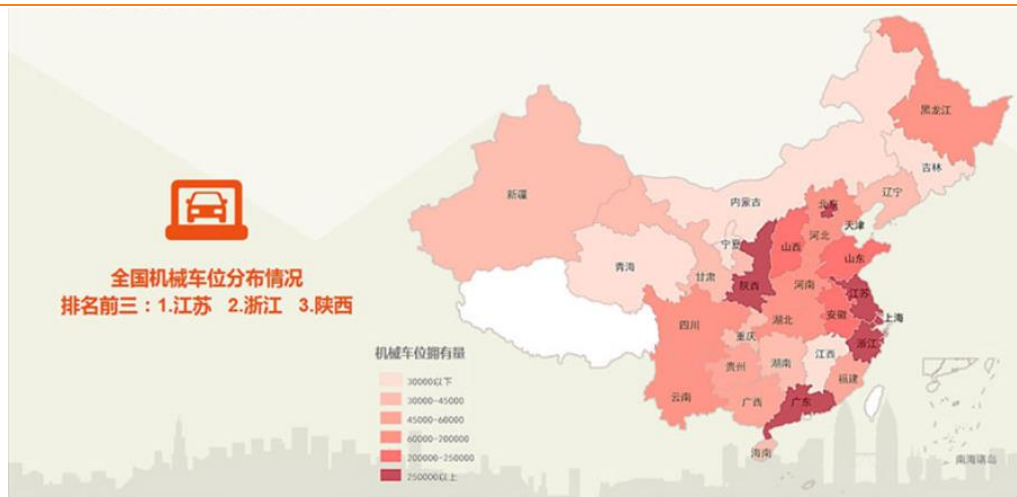 全国机械车位分布情况
排名前三：1.江苏 2.浙江 3.陕西
机械车位拥有量
30000以下
30000-45000
45000-60000
60000-200000
200000-250000
250000以上
黑龙江
吉林
辽宁
内蒙古
新疆
北京
天津
河北
山西
宁夏
青海
甘肃
山东
陕西
河南
江苏
安徽
上海
四川
湖北
重庆
浙江
江西
湖南
贵州
福建
云南
广西
广东
海南
南海诸岛